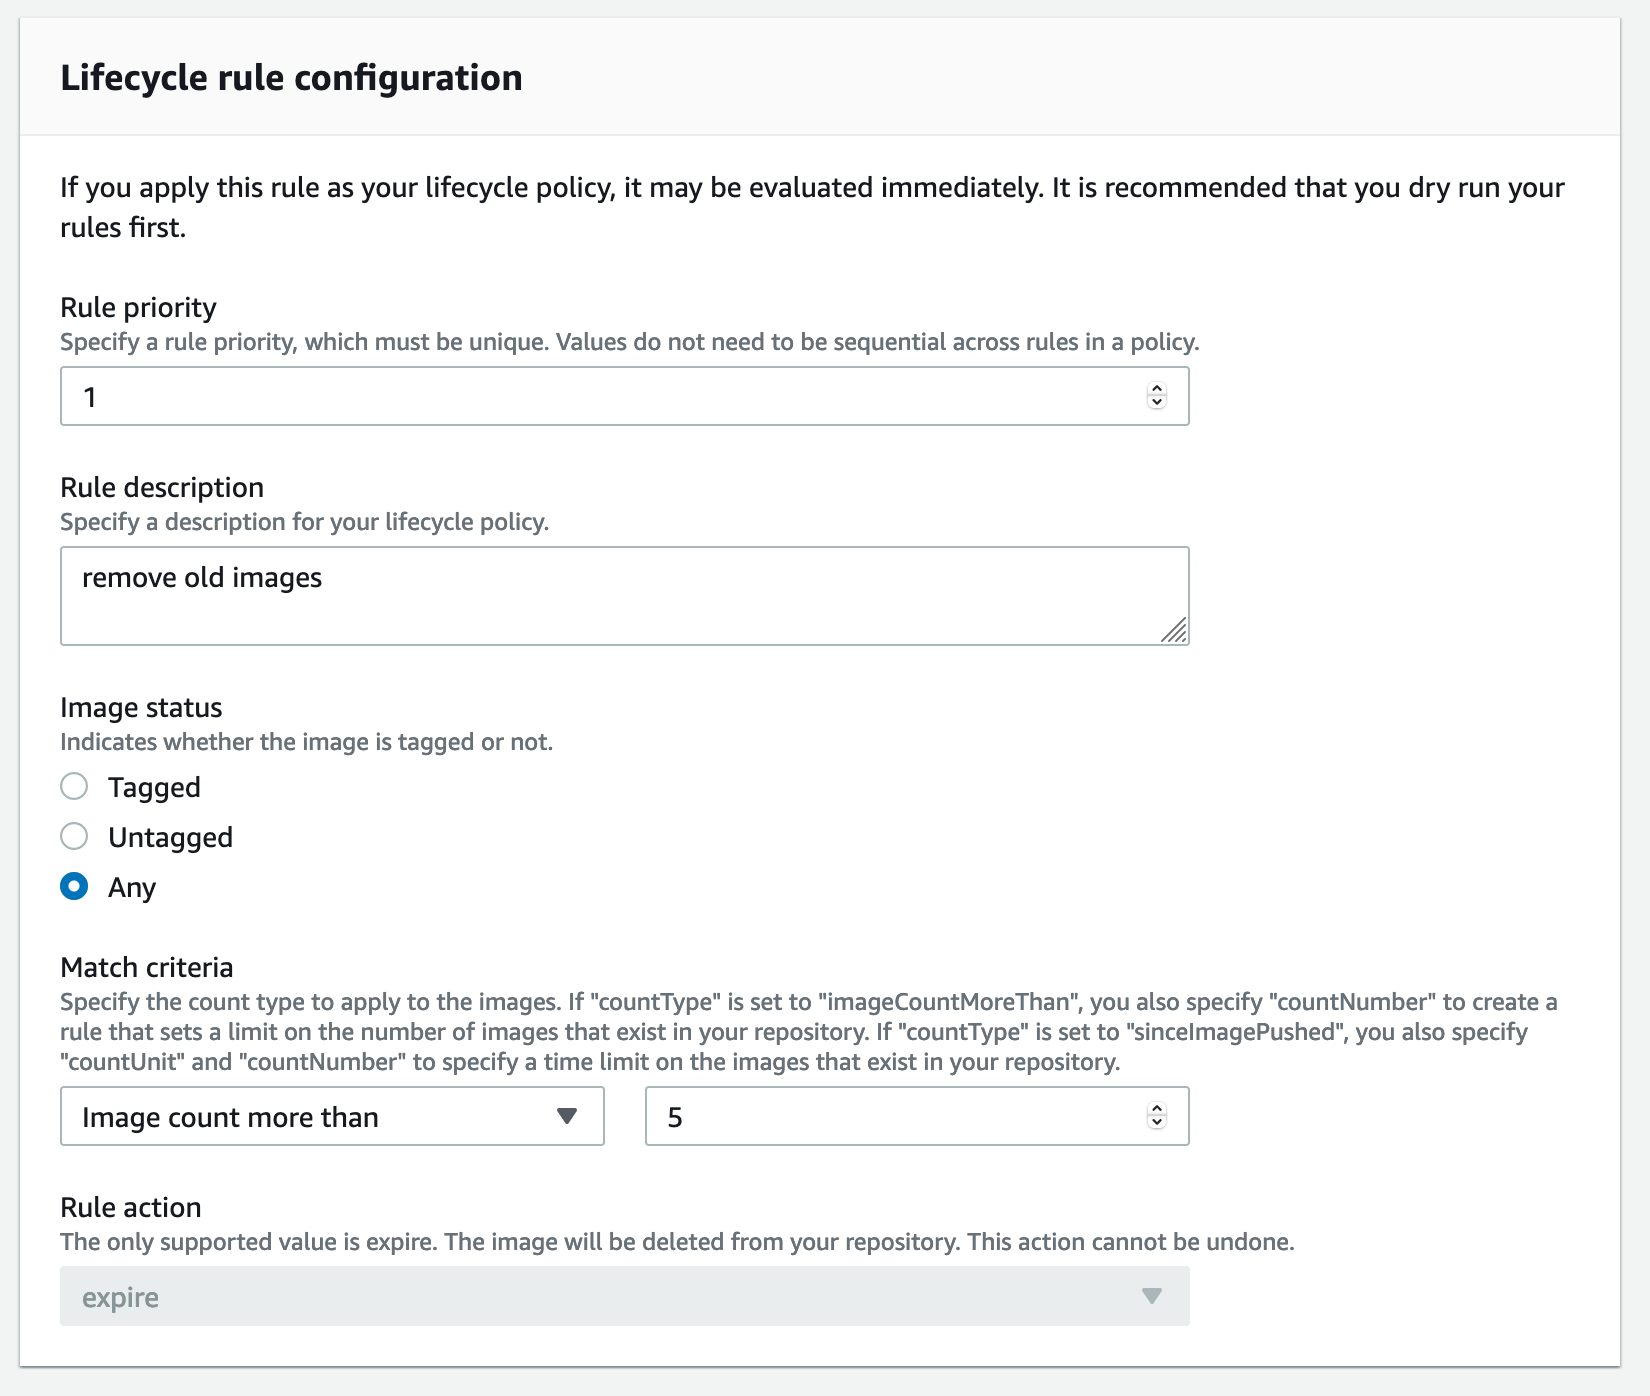 Lifecycle rule configuration
If you apply this rule as your lifecycle policy, it may be evaluated immediately. It is recommended that you dry run your
rules first.
Rule priority
Specify a rule priority, which must be unique. Values do not need to be sequential across rules in a policy.
1
Rule description
Specify a description for your lifecycle policy.
remove old images
Image status
Indicates whether the image is tagged or not.
Tagged
Untagged
Any
Match criteria
Specify the count type to apply to the images. If "countType" is set to "imageCountMoreThan", you also specify "countNumber" to create a
rule that sets a limit on the number of images that exist in your repository. If "countType" is set to "sinceImagePushed", you also specify
"countUnit" and "countNumber" to specify a time limit on the images that exist in your repository.
Image count more than 5
Rule action
The only supported value is expire. The image will be deleted from your repository. This action cannot be undone.
expire